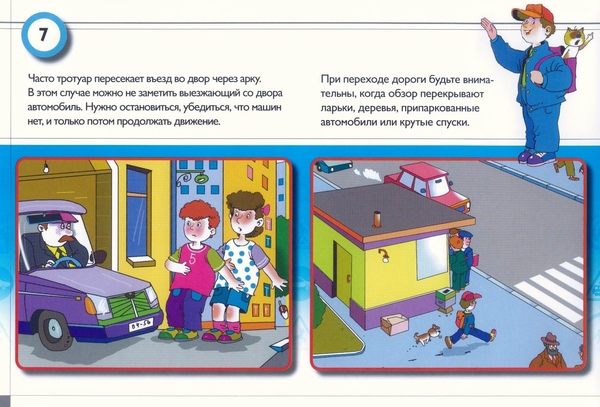 7
Часто тротуар пересекает въезд во двор через арку.
В этом случае можно не заметить выезжающий со двора
автомобиль. Нужно остановиться, убедиться, что машин
нет, и только потом продолжать движение.
При переходе дороги будьте внима-
тельны, когда обзор перекрывают
ларьки, деревья, припаркованные
автомобили или крутые спуски.
5